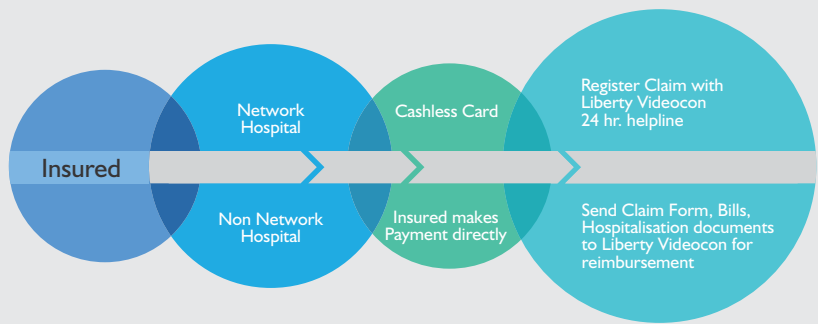 Insured
Network
Hospital
Non Network
Hospital
Cashless Card
Insured makes
Payment directly
Register Claim with
Liberty Videocon
24 hr. helpline
Send Claim Form, Bills,
Hospitalisation documents
to Liberty Videocon for
reimbursement